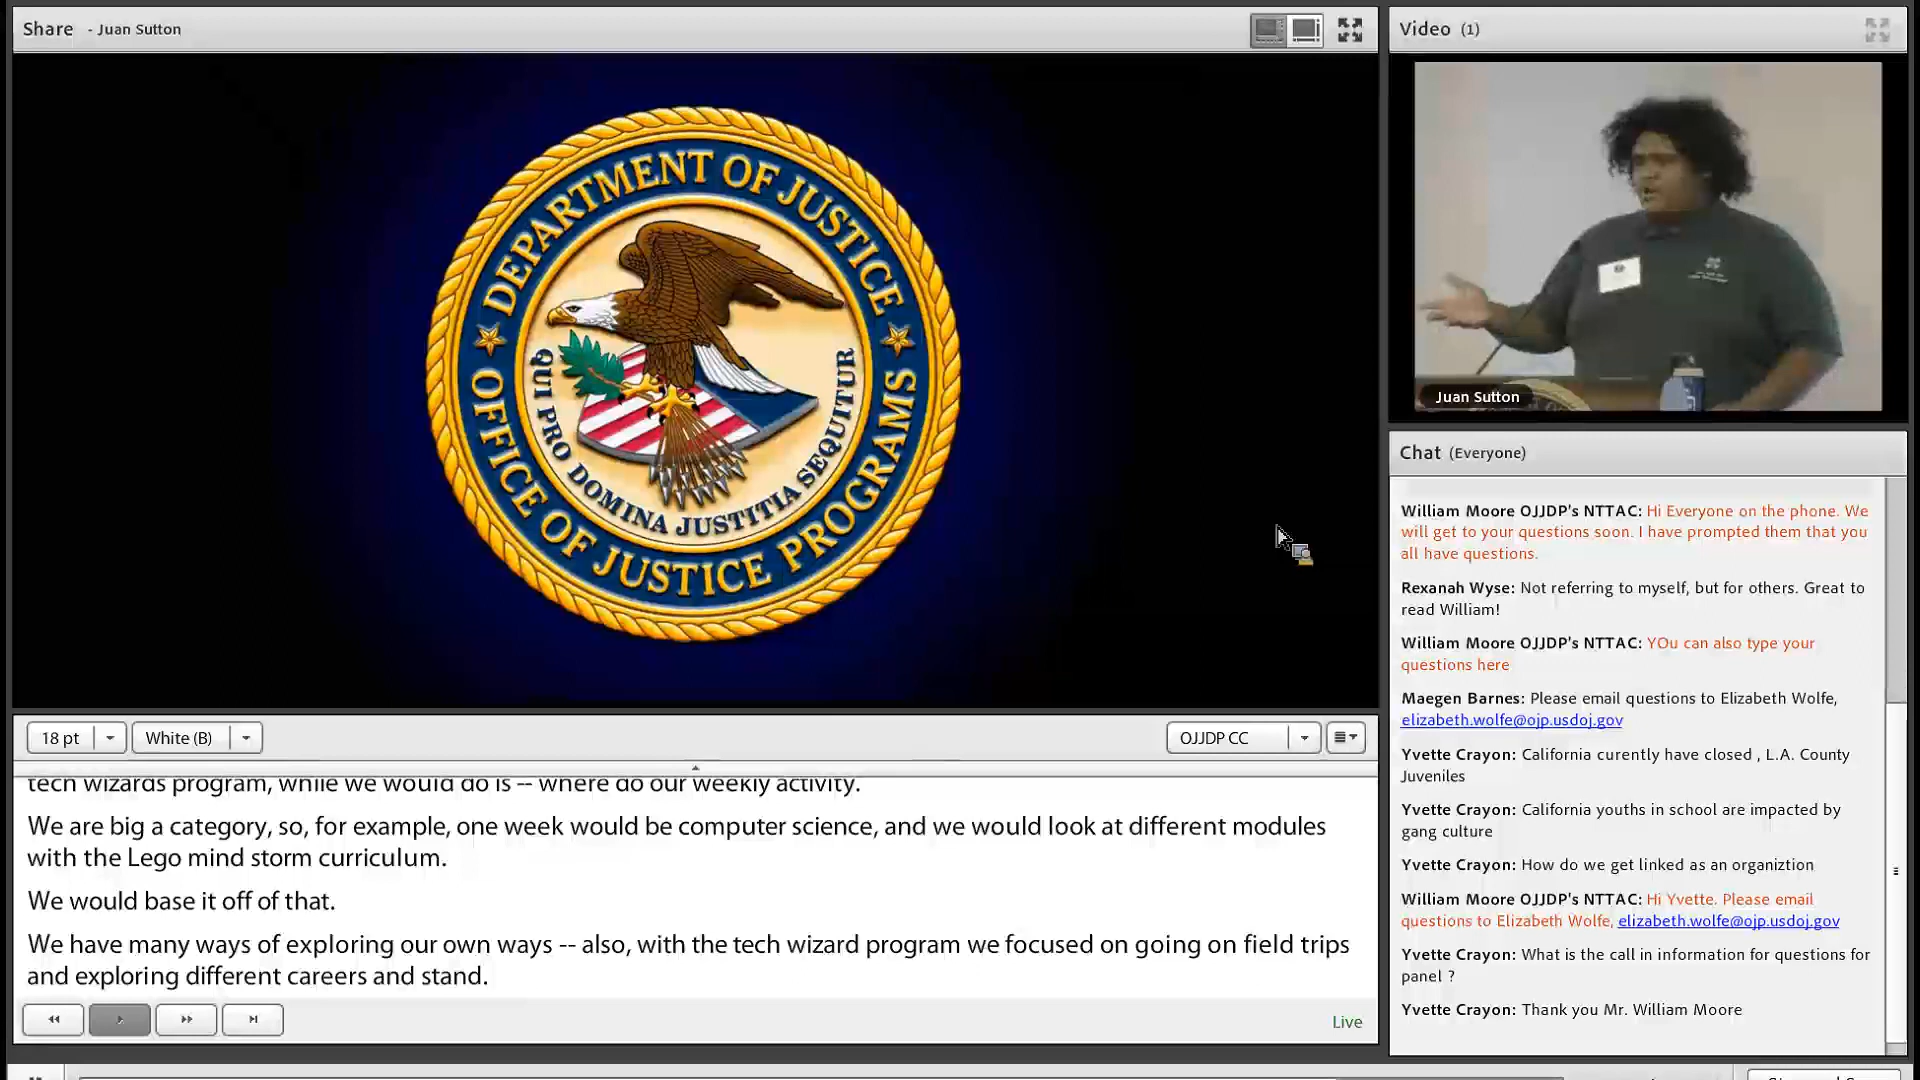 Share - Juan Sutton
DEPARTMENT OF JUSTICE
QUI PRO DOMINA JUSTITIA SEQUITUR
OFFICE OF JUSTICE PROGRAMS
18 pt
White (B)
OJJDP CC
tech wizards program, while we would do is -- where do our weekly activity.
We are big a category, so, for example, one week would be computer science, and we would look at different modules
with the Lego mind storm curriculum.
We would base it off of that.
We have many ways of exploring our own ways -- also, with the tech wizard program we focused on going on field trips
and exploring different careers and stand.
Live
Video (1)
Juan Sutton
Chat (Everyone)
William Moore OJJDP's NTTAC: Hi Everyone on the phone. We
will get to your questions soon. I have prompted them that you
all have questions.
Rexanah Wyse: Not referring to myself, but for others. Great to
read William!
William Moore OJJDP's NTTAC: YOu can also type your
questions here
Maegen Barnes: Please email questions to Elizabeth Wolfe,
elizabeth.wolfe@ojp.usdoj.gov
Yvette Crayon: California curently have closed , L.A. County
Juveniles
Yvette Crayon: California youths in school are impacted by
gang culture
Yvette Crayon: How do we get linked as an organiztion
William Moore OJJDP's NTTAC: Hi Yvette. Please email
questions to Elizabeth Wolfe, elizabeth.wolfe@ojp.usdoj.gov
Yvette Crayon: What is the call in information for questions for
panel ?
Yvette Crayon: Thank you Mr. William Moore